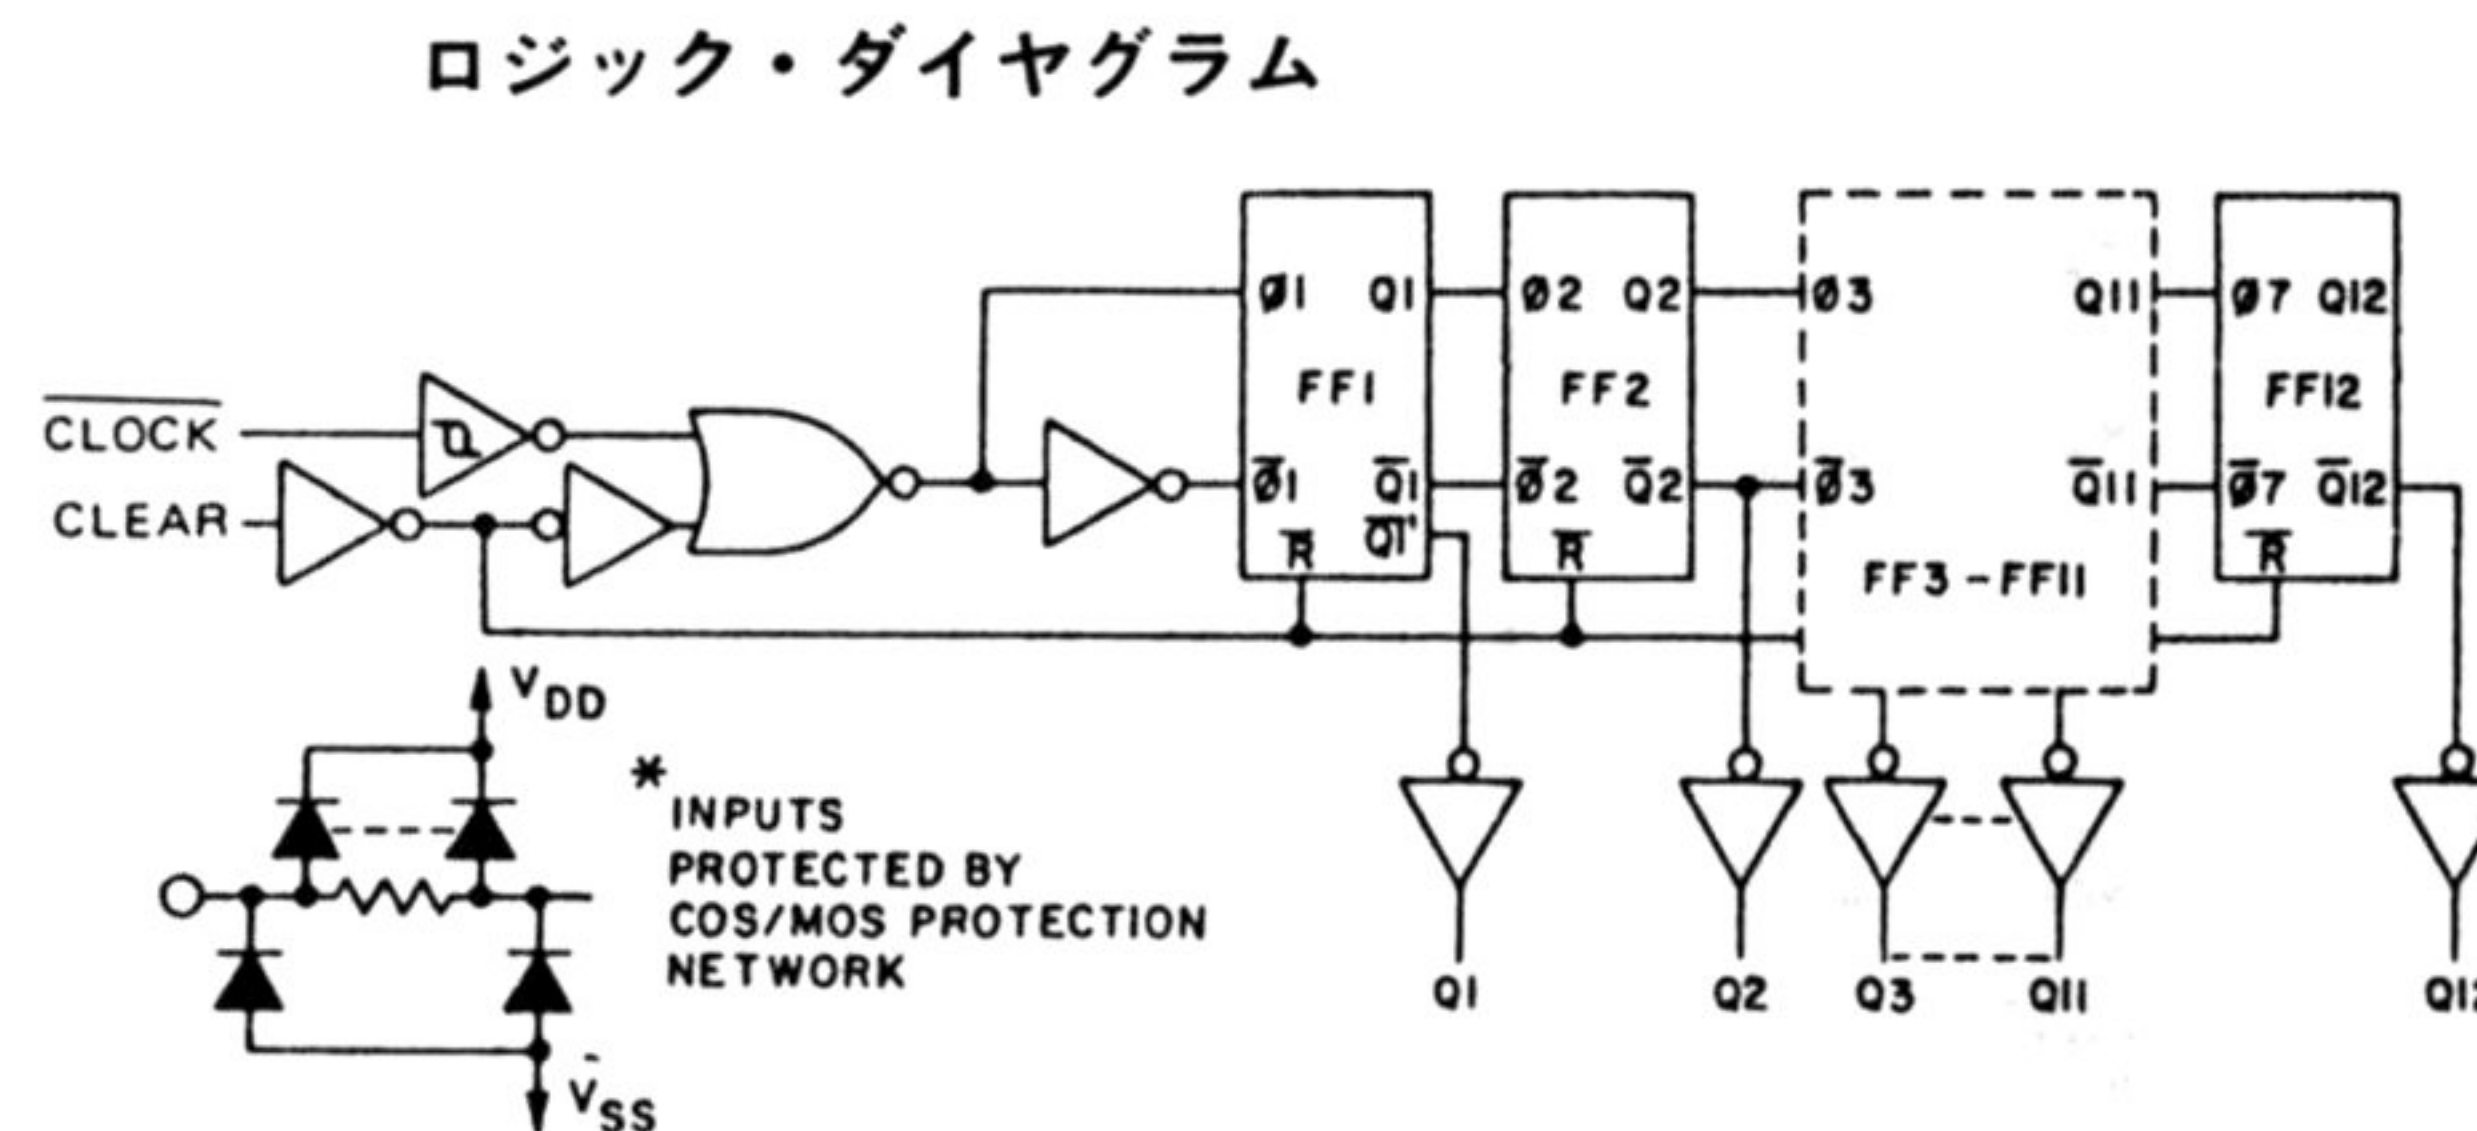 ロジック・ダイヤグラム
Ø1 Q1 Ø2 Q2 Ø3 Q11 Ø7 Q12
FF1 FF2 FF12
C̅L̅O̅C̅K̅
Ø̅1 Q̅1 Ø̅2 Q̅2 Ø̅3 Q̅11 Ø̅7 Q̅12
CLEAR
R̅ Q̅1̅' R̅ R̅
FF3-FF11
VDD
*
INPUTS
PROTECTED BY
COS/MOS PROTECTION
NETWORK
Q1 Q2 Q3 Q11
VSS